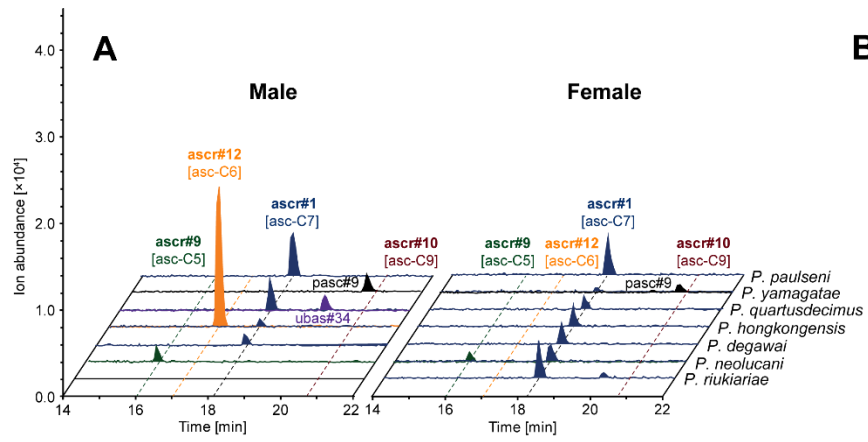 A
B
Male
Female
Ion abundance [×10⁴]
4.0
3.0
2.0
1.0
0.0
ascr#12
[asc-C6]
ascr#1
[asc-C7]
ascr#9
[asc-C5]
ascr#10
[asc-C9]
pasc#9
ubas#34
14
16
18
20
22
Time [min]
ascr#1
[asc-C7]
ascr#9
[asc-C5]
ascr#12
[asc-C6]
ascr#10
[asc-C9]
pasc#9
P. paulseni
P. yamagatae
P. quartusdecimus
P. hongkongensis
P. degawai
P. neolucani
P. riukiariae
14
16
18
20
22
Time [min]